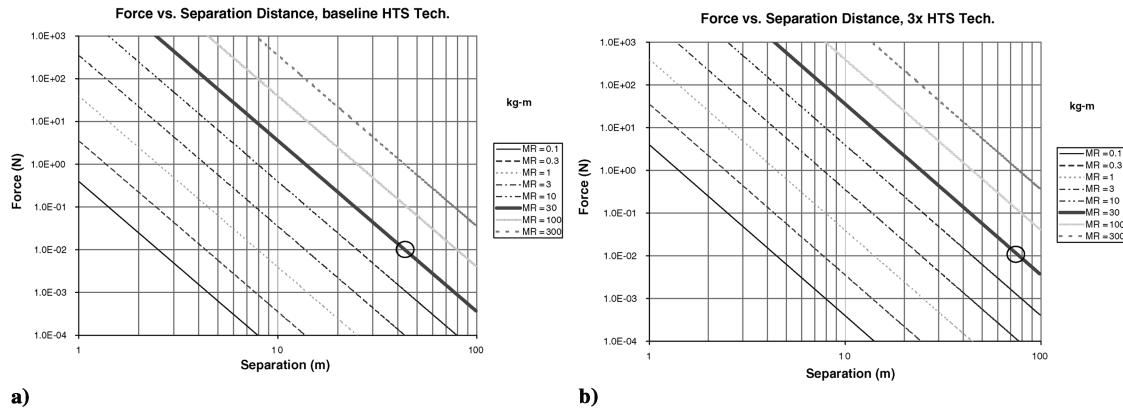 Force vs. Separation Distance, baseline HTS Tech.
1.0E+03
1.0E+02
1.0E+01
1.0E+00
1.0E-01
1.0E-02
1.0E-03
1.0E-04
Force (N)
1
10
100
Separation (m)
kg-m
MR = 0.1
MR = 0.3
MR = 1
MR = 3
MR = 10
MR = 30
MR = 100
MR = 300
a)
Force vs. Separation Distance, 3x HTS Tech.
1.0E+03
1.0E+02
1.0E+01
1.0E+00
1.0E-01
1.0E-02
1.0E-03
1.0E-04
Force (N)
1
10
100
Separation (m)
kg-m
MR = 0.1
MR = 0.3
MR = 1
MR = 3
MR = 10
MR = 30
MR = 100
MR = 300
b)